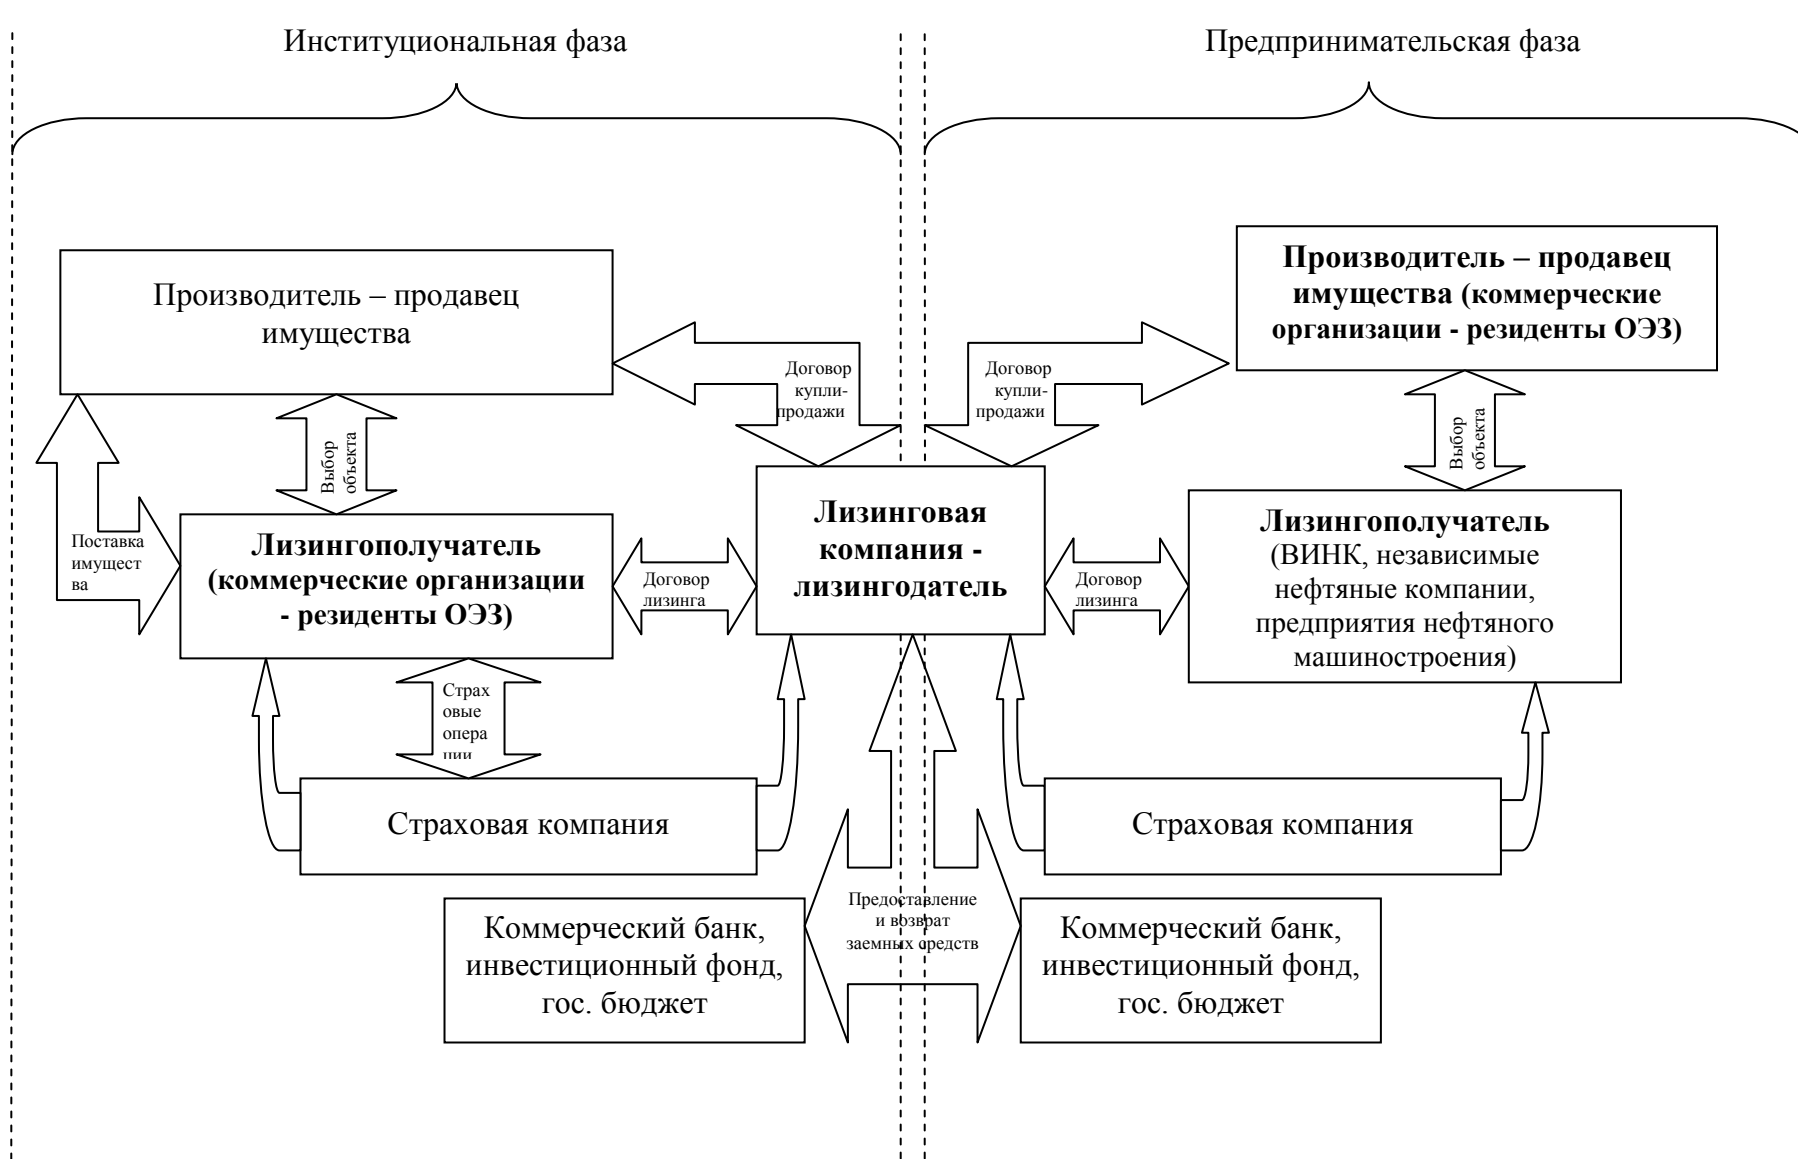 Институциональная фаза
Предпринимательская фаза
Производитель – продавец
имущества
Производитель – продавец
имущества (коммерческие
организации - резиденты ОЭЗ)
Договор
купли-
продажи
Договор
купли-
продажи
Выбор
объекта
Выбор
объекта
Поставка
имущест
ва
Лизингополучатель
(коммерческие организации
- резиденты ОЭЗ)
Договор
лизинга
Лизинговая
компания -
лизингодатель
Договор
лизинга
Лизингополучатель
(ВИНК, независимые
нефтяные компании,
предприятия нефтяного
машиностроения)
Страх
овые
опера
ции
Страховая компания
Страховая компания
Коммерческий банк,
инвестиционный фонд,
гос. бюджет
Предоставление
и возврат
заемных средств
Коммерческий банк,
инвестиционный фонд,
гос. бюджет